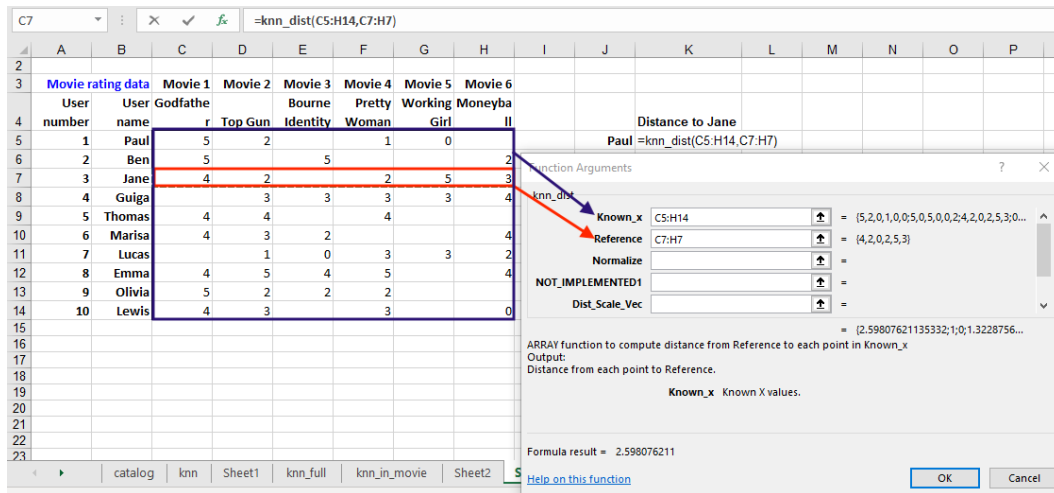 C7 =knn_dist(C5:H14,C7:H7)
A B C D E F G H I J K L M N O P
2
3 Movie rating data Movie 1 Movie 2 Movie 3 Movie 4 Movie 5 Movie 6
User User Godfathe Bourne Pretty Working Moneyba
4 number name r Top Gun Identity Woman Girl ll Distance to Jane
5 1 Paul 5 2 1 0 Paul =knn_dist(C5:H14,C7:H7)
6 2 Ben 5 5 2
7 3 Jane 4 2 2 5 3
8 4 Guiga 3 3 3 3 4
9 5 Thomas 4 4 4
10 6 Marisa 4 3 2 4
11 7 Lucas 1 0 3 3 2
12 8 Emma 4 5 4 5 4
13 9 Olivia 5 2 2 2
14 10 Lewis 4 3 3 0
15
16
17
18
19
20
21
22
23
Function Arguments ?
knn_dist
Known_x C5:H14 = {5,2,0,1,0,0;5,0,5,0,0,2;4,2,0,2,5,3;0...
Reference C7:H7 = {4,2,0,2,5,3}
Normalize =
NOT_IMPLEMENTED1 =
Dist_Scale_Vec =
= {2.59807621135332;1;0;1.3228756...
ARRAY function to compute distance from Reference to each point in Known_x
Output:
Distance from each point to Reference.
Known_x Known X values.
Formula result = 2.598076211
Help on this function OK Cancel
catalog knn Sheet1 knn_full knn_in_movie Sheet2 S